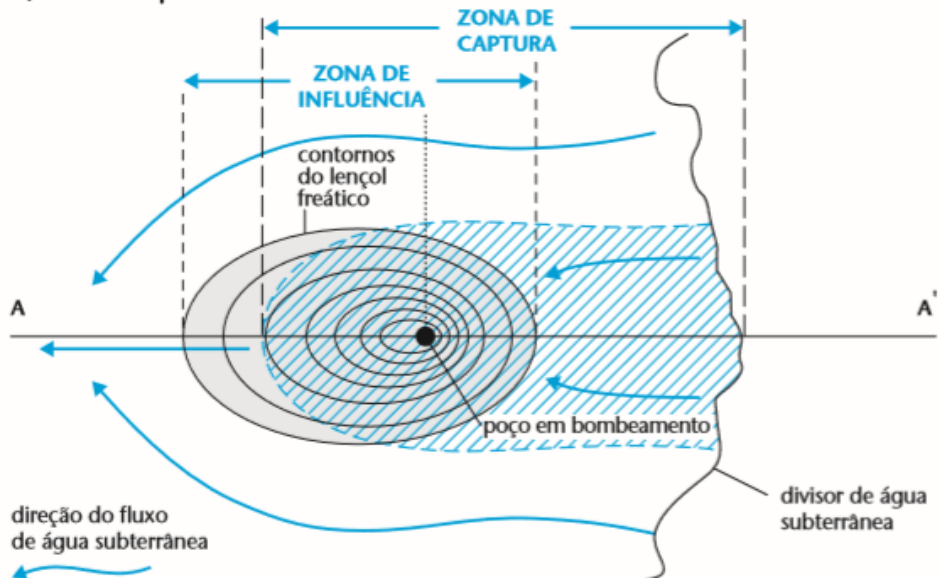 ZONA DE
CAPTURA
ZONA DE
INFLUÊNCIA
contornos
do lençol
freático
A
A'
poço em bombeamento
divisor de água
subterrânea
direção do fluxo
de água subterrânea